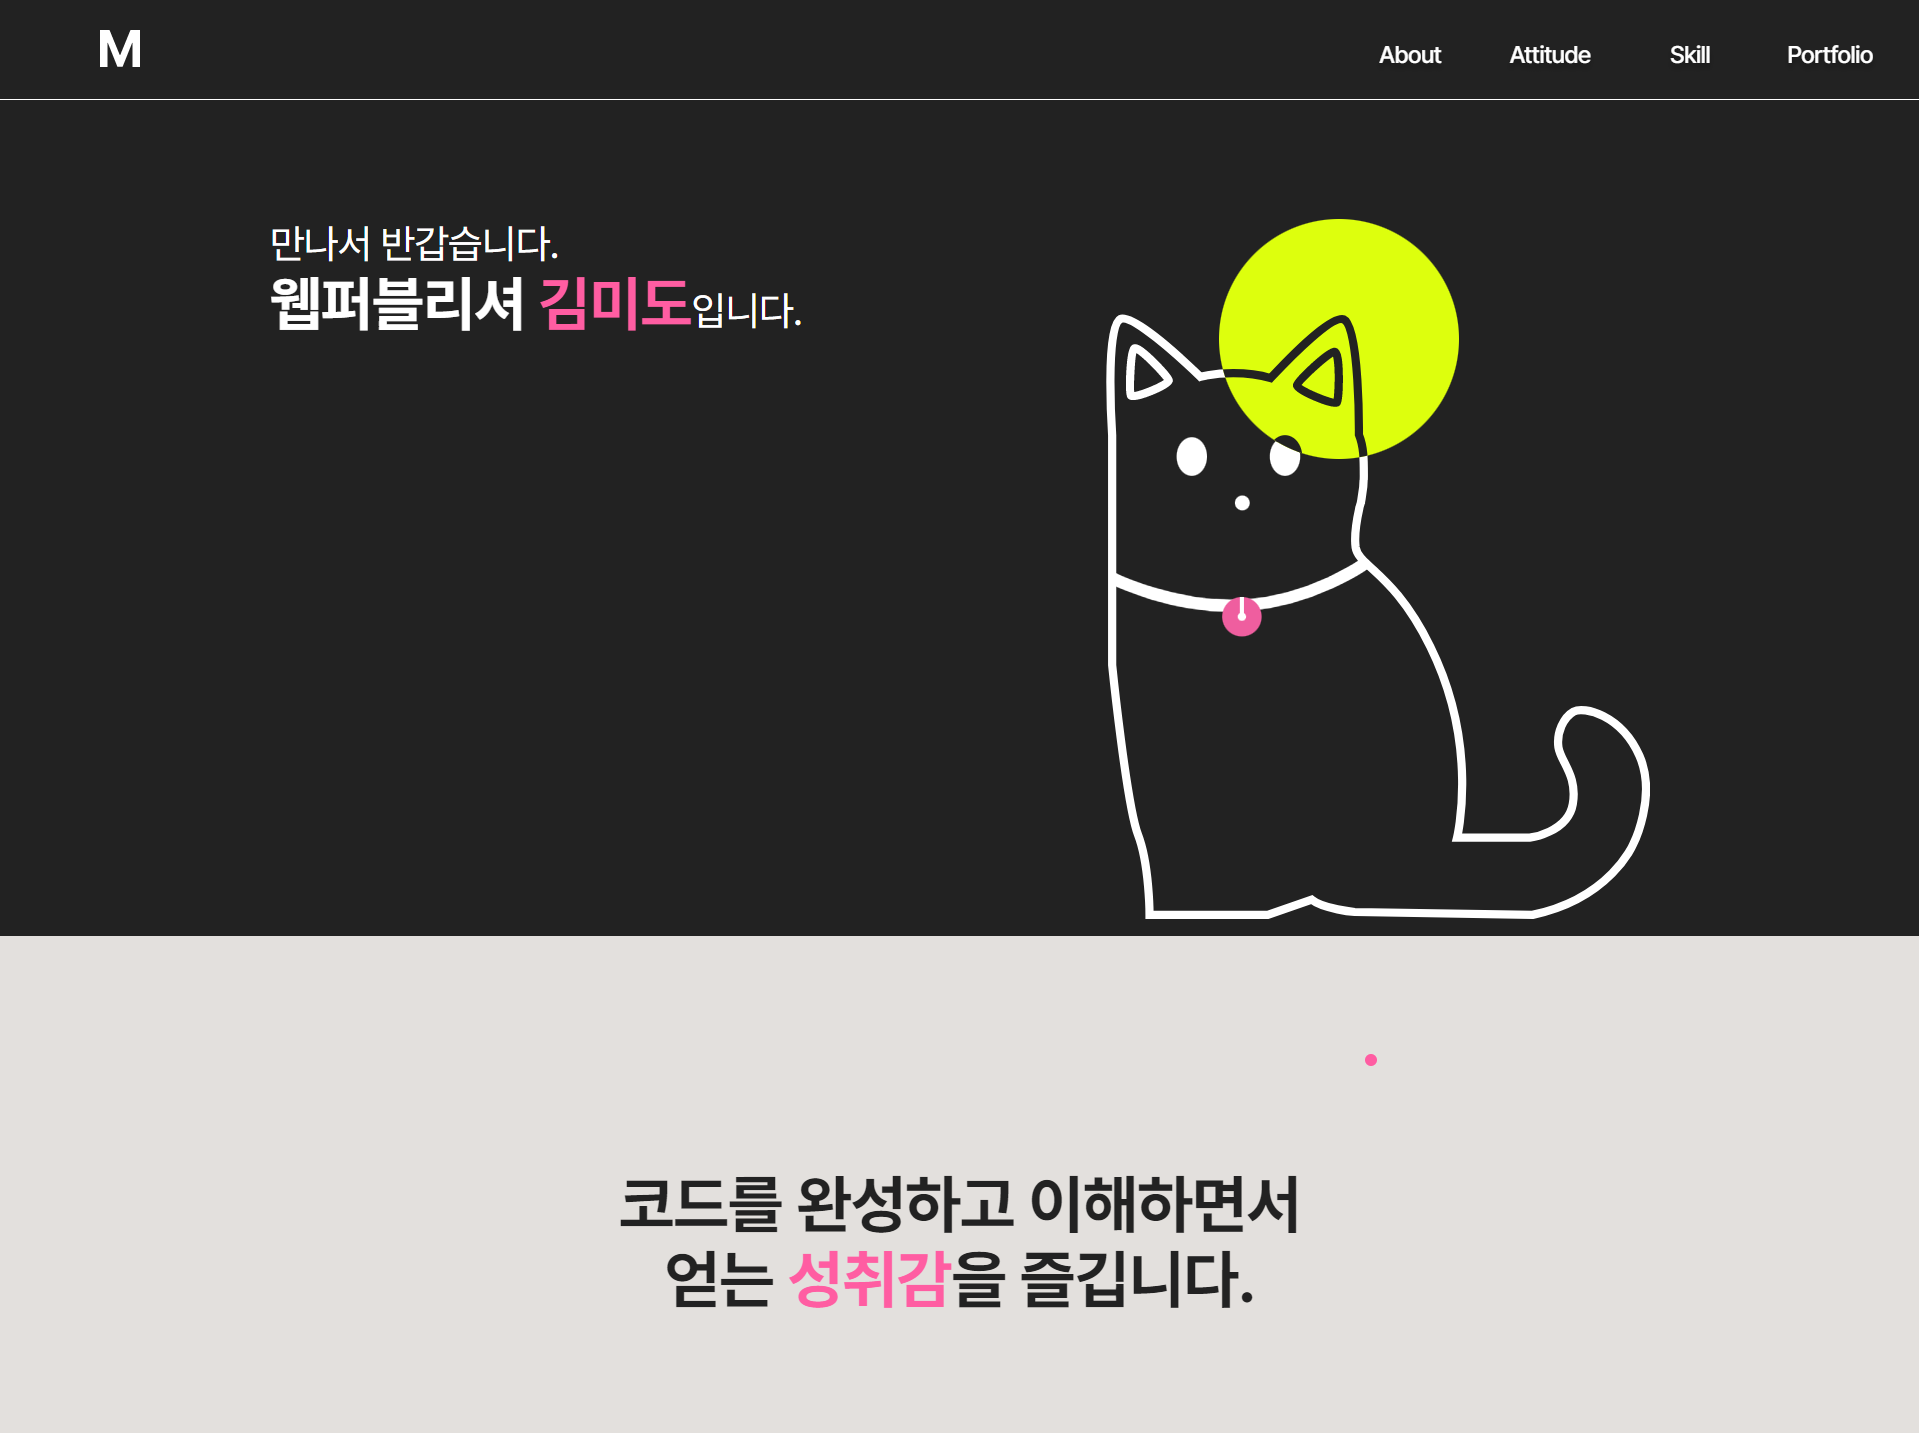 M
About Attitude Skill Portfolio
만나서 반갑습니다.
웹퍼블리셔 김미도입니다.
코드를 완성하고 이해하면서
얻는 성취감을 즐깁니다.